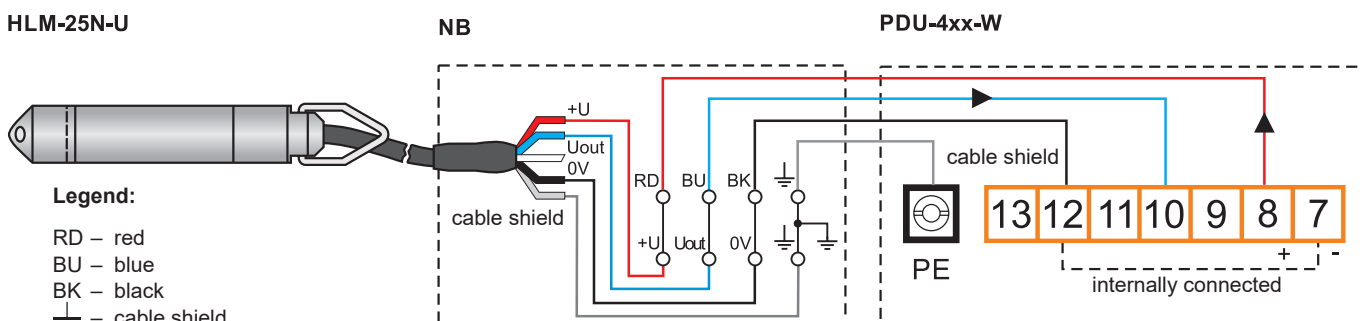 HLM-25N-U
NB
PDU-4xx-W
+U
Uout
0V
cable shield
RD BU BK
+U Uout 0V
cable shield
PE
13 12 11 10 9 8 7
+ -
internally connected
Legend:
RD – red
BU – blue
BK – black
– cable shield